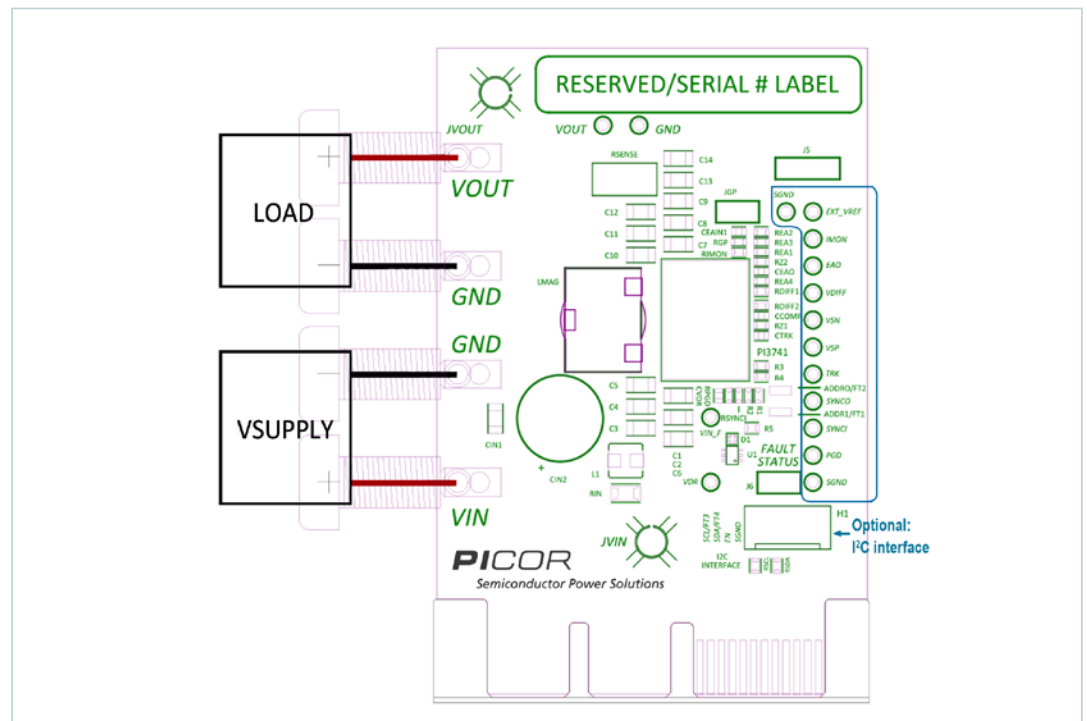 RESERVED/SERIAL # LABEL
VOUT GND
JVOUT
+
LOAD
-
VOUT
GND
RSENSE
C14
C13
C9
C8
C7
C12
C11
C10
J5
JGP
SGND
EXT_VREF
CEAIN1
RGP
RIMON
REA2
REA3
REA1
RZ2
CEAO
REA4
RDIFF1
RDIFF2
CCOMP
RZ1
CTRK
IMON
EAO
VDIFF
VSN
VSP
TRK
LMAG
PI3741
R3
R4
GND
-
VSUPPLY
+
VIN
CIN1
+
CIN2
C5
C4
C3
CVDR
RPGD
R2
R1
RSYNCI
VIN_F
C1
C2
C6
R5
D1
U1
ADDR0/FT2
SYNCO
ADDR1/FT1
SYNCI
FAULT
STATUS
PGD
J6
SGND
L1
RIN
VDR
JVIN
SCL/FT3
SDA/FT4
EN
SGND
H1
Optional:
I²C interface
I2C
INTERFACE
PICOR
Semiconductor Power Solutions